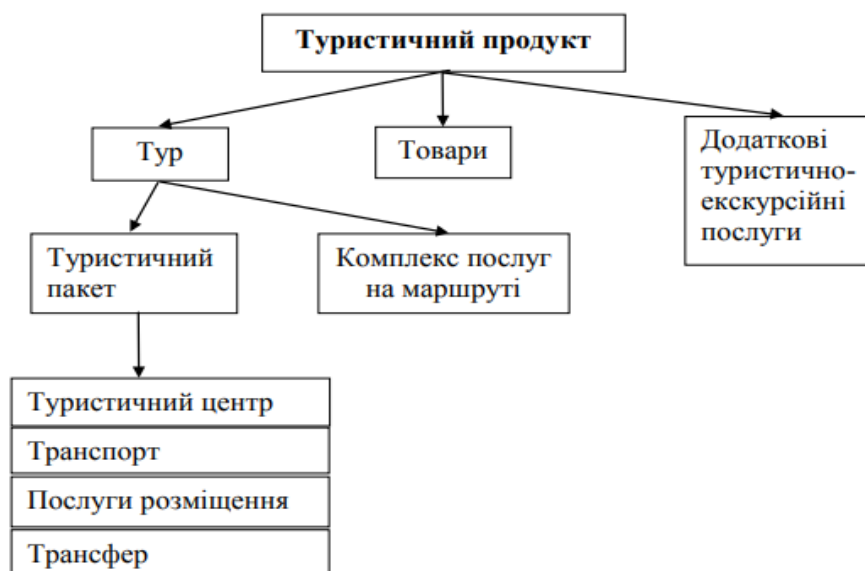 Туристичний продукт
Тур
Товари
Додаткові
туристично-
екскурсійні
послуги
Туристичний
пакет
Комплекс послуг
на маршруті
Туристичний центр
Транспорт
Послуги розміщення
Трансфер